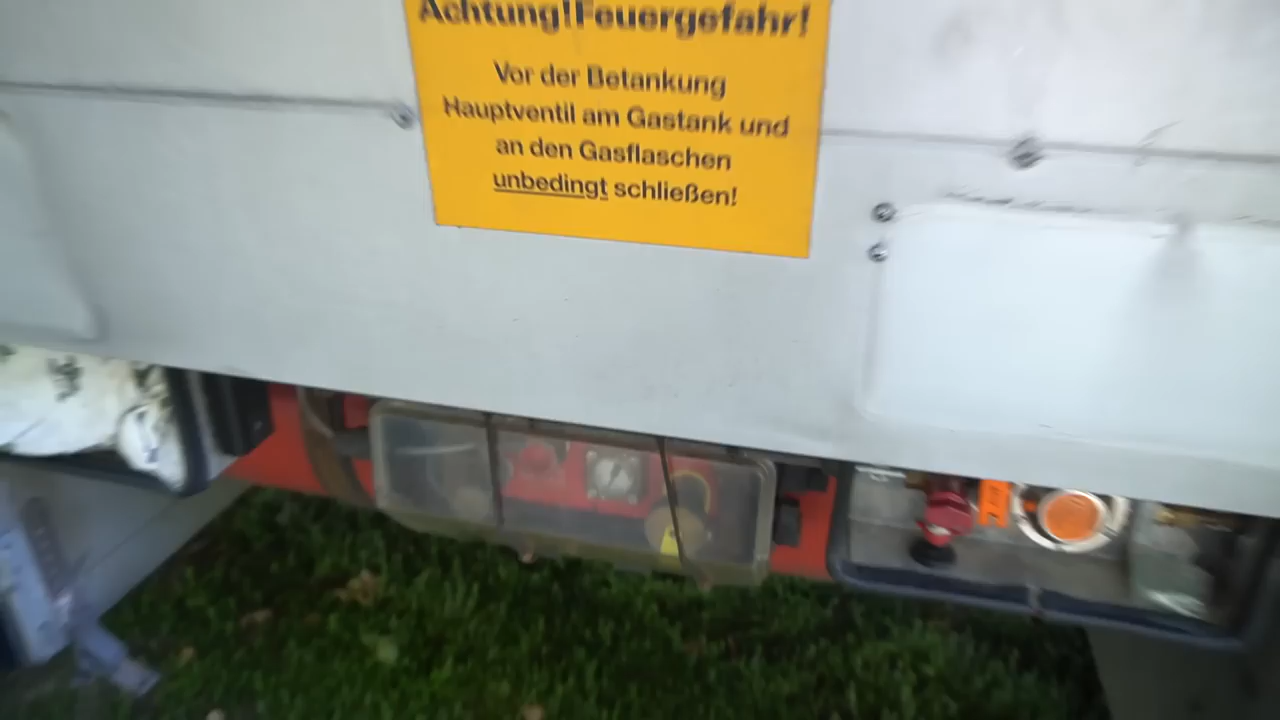 Achtung!Feuergefahr!
Vor der Betankung
Hauptventil am Gastank und
an den Gasflaschen
unbedingt schließen!